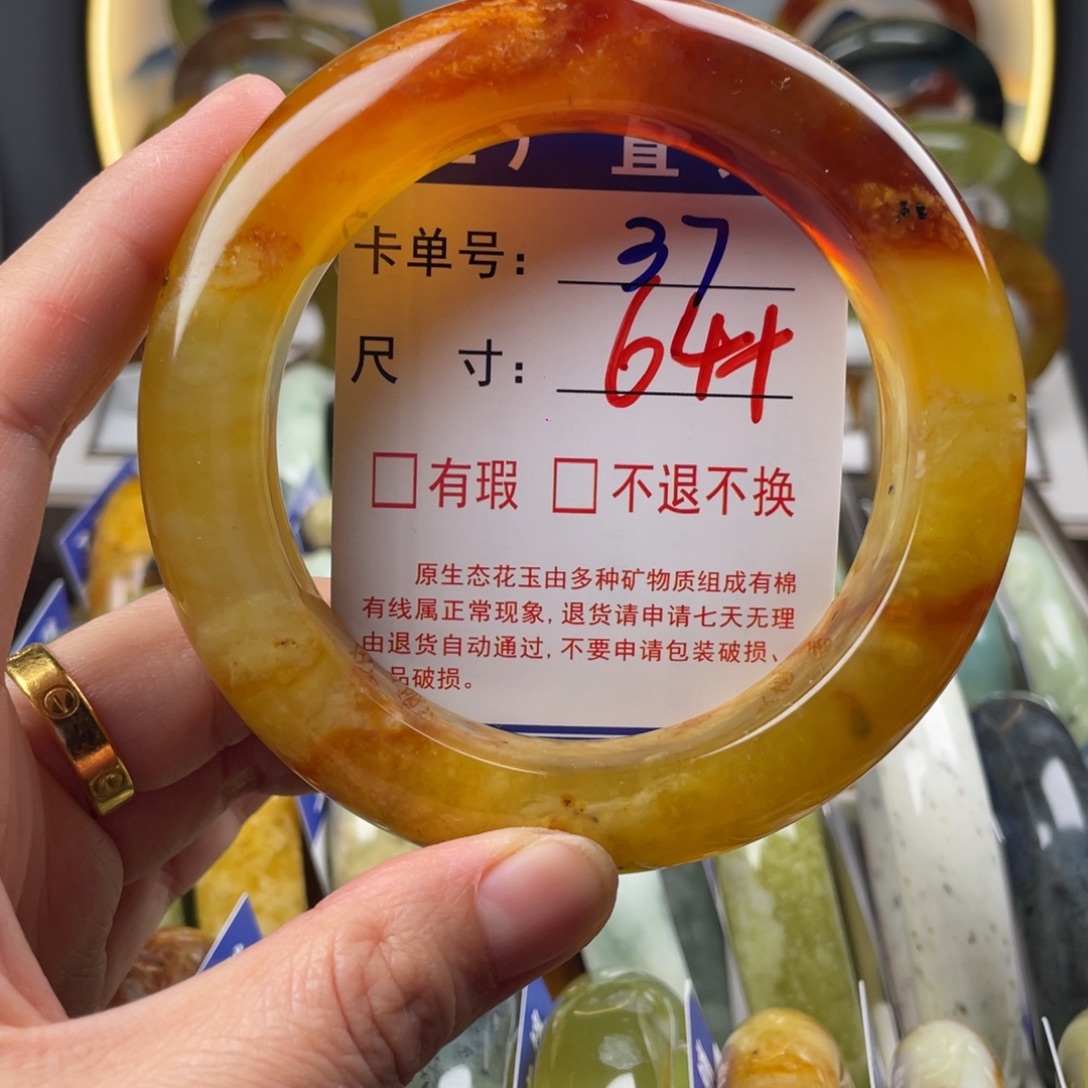 厂直
卡单号: 37
尺 寸: 64+
□有瑕 □不退不换
原生态花玉由多种矿物质组成有棉
有线属正常现象,退货请申请七天无理
由退货自动通过,不要申请包装破损、
品破损。